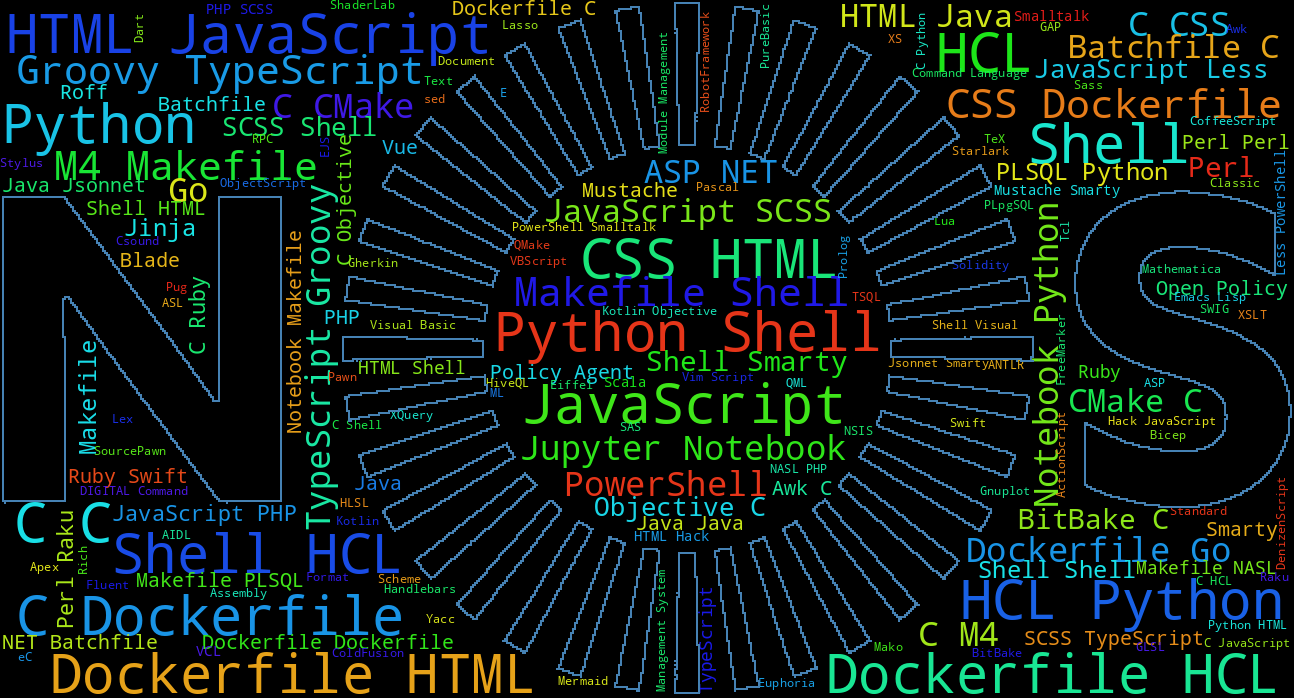 PHP SCSS
ShaderLab
Dockerfile C
HTML Java
Smalltalk
C CSS
Awk
Dart
HTML JavaScript
Lasso
RobotFramework
PureBasic
XS
C Python
GAP
HCL
Batchfile C
Document
Module Management
Groovy TypeScript
Text
Command Language
JavaScript Less
Sass
Roff
Batchfile
C CMake
sed
E
CSS Dockerfile
Python
SCSS Shell
RPC
EJS
Vue
TeX
Starlark
Shell
CoffeeScript
Perl Perl
Stylus
M4 Makefile
C Objective
ASP NET
PLSQL Python
Perl
Java Jsonnet
Go
ObjectScript
Mustache
Pascal
Mustache Smarty
Classic
Less PowerShell
Shell HTML
JavaScript SCSS
PLpgSQL
Jinja
PowerShell Smalltalk
Lua
Tcl
Csound
QMake
CSS HTML
Prolog
Blade
Gherkin
VBScript
Solidity
Mathematica
Pug
ASL
C Ruby
Notebook Makefile
TypeScript Groovy
Makefile Shell
TSQL
Notebook Python
Open Policy
Emacs Lisp
SWIG
XSLT
PHP
Visual Basic
Kotlin Objective
Python Shell
Shell Visual
FreeMarker
Makefile
HTML Shell
Shell Smarty
Jsonnet Smarty
ANTLR
Pawn
Policy Agent
HiveQL
ML
Eiffel
Scala
Vim Script
QML
Ruby
ASP
JavaScript
CMake C
Lex
C Shell
XQuery
SAS
NSIS
Swift
Hack JavaScript
Bicep
SourcePawn
Jupyter Notebook
ActionScript
Ruby Swift
DIGITAL Command
Java
PowerShell
NASL PHP
Awk C
Gnuplot
HLSL
Objective C
C C
JavaScript PHP
Kotlin
Java Java
BitBake C
Standard
Smarty
DenizenScript
Perl Raku
AIDL
HTML Hack
Rich
Shell HCL
Dockerfile Go
Apex
Shell Shell
Makefile NASL
Fluent
Makefile PLSQL
Format
Scheme
Handlebars
C HCL
Raku
Assembly
C Dockerfile
HCL Python
Yacc
Management System
TypeScript
Python HTML
NET Batchfile
Dockerfile Dockerfile
C M4
SCSS TypeScript
C JavaScript
eC
VCL
ColdFusion
Mako
BitBake
GLSL
Dockerfile HTML
Mermaid
Euphoria
Dockerfile HCL